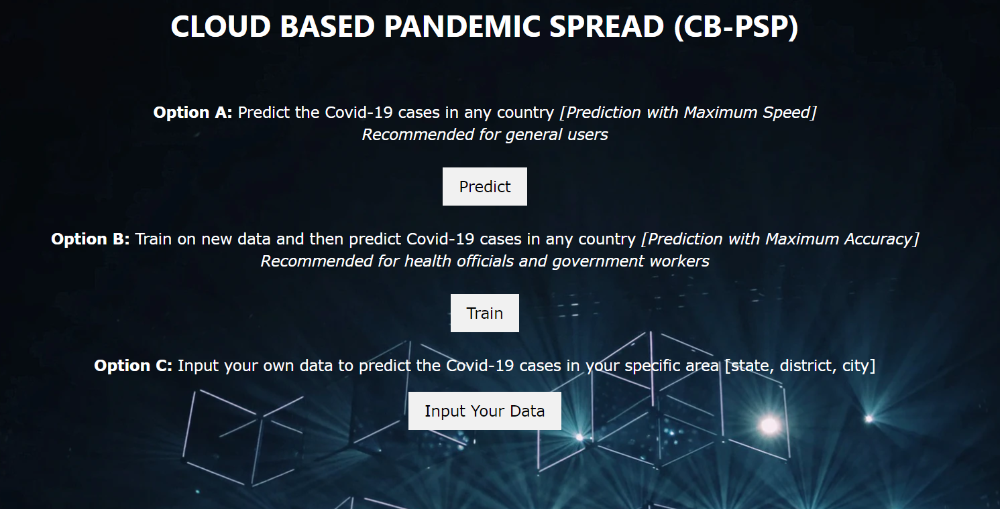 CLOUD BASED PANDEMIC SPREAD (CB-PSP)
Option A: Predict the Covid-19 cases in any country [Prediction with Maximum Speed]
Recommended for general users
Predict
Option B: Train on new data and then predict Covid-19 cases in any country [Prediction with Maximum Accuracy]
Recommended for health officials and government workers
Train
Option C: Input your own data to predict the Covid-19 cases in your specific area [state, district, city]
Input Your Data